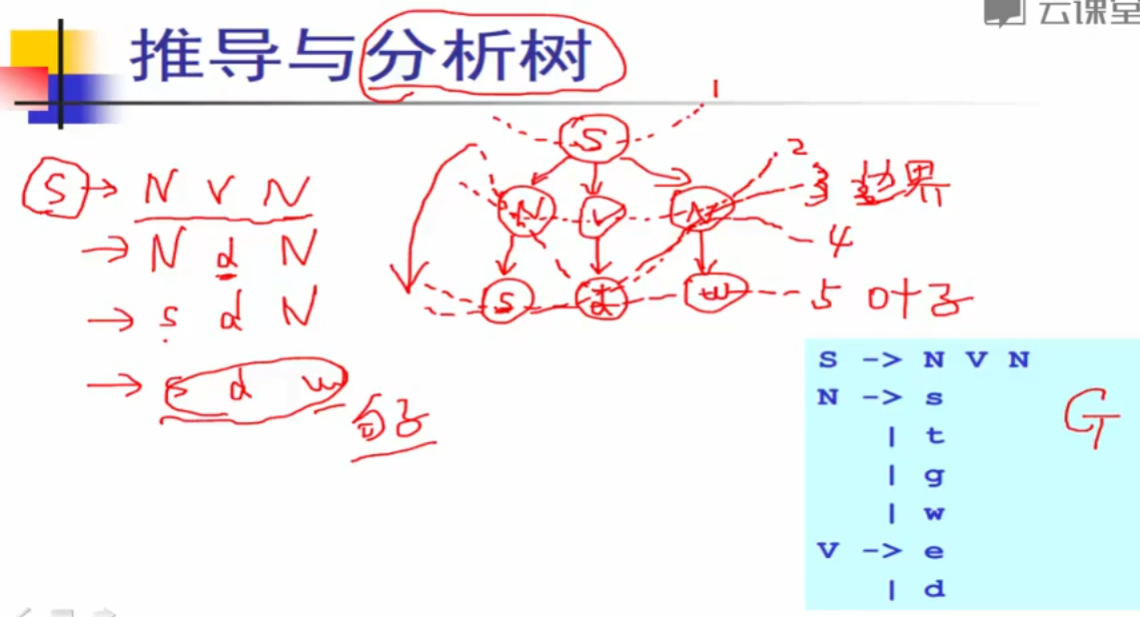 云课堂
推导与分析树
S → N V N
→ N d N
→ s d N
→ s d w
句子
1
S
2
N V N
3 边界
4
s d w
5 叶子
S -> N V N
N -> s
| t
| g
| w
V -> e
| d
G